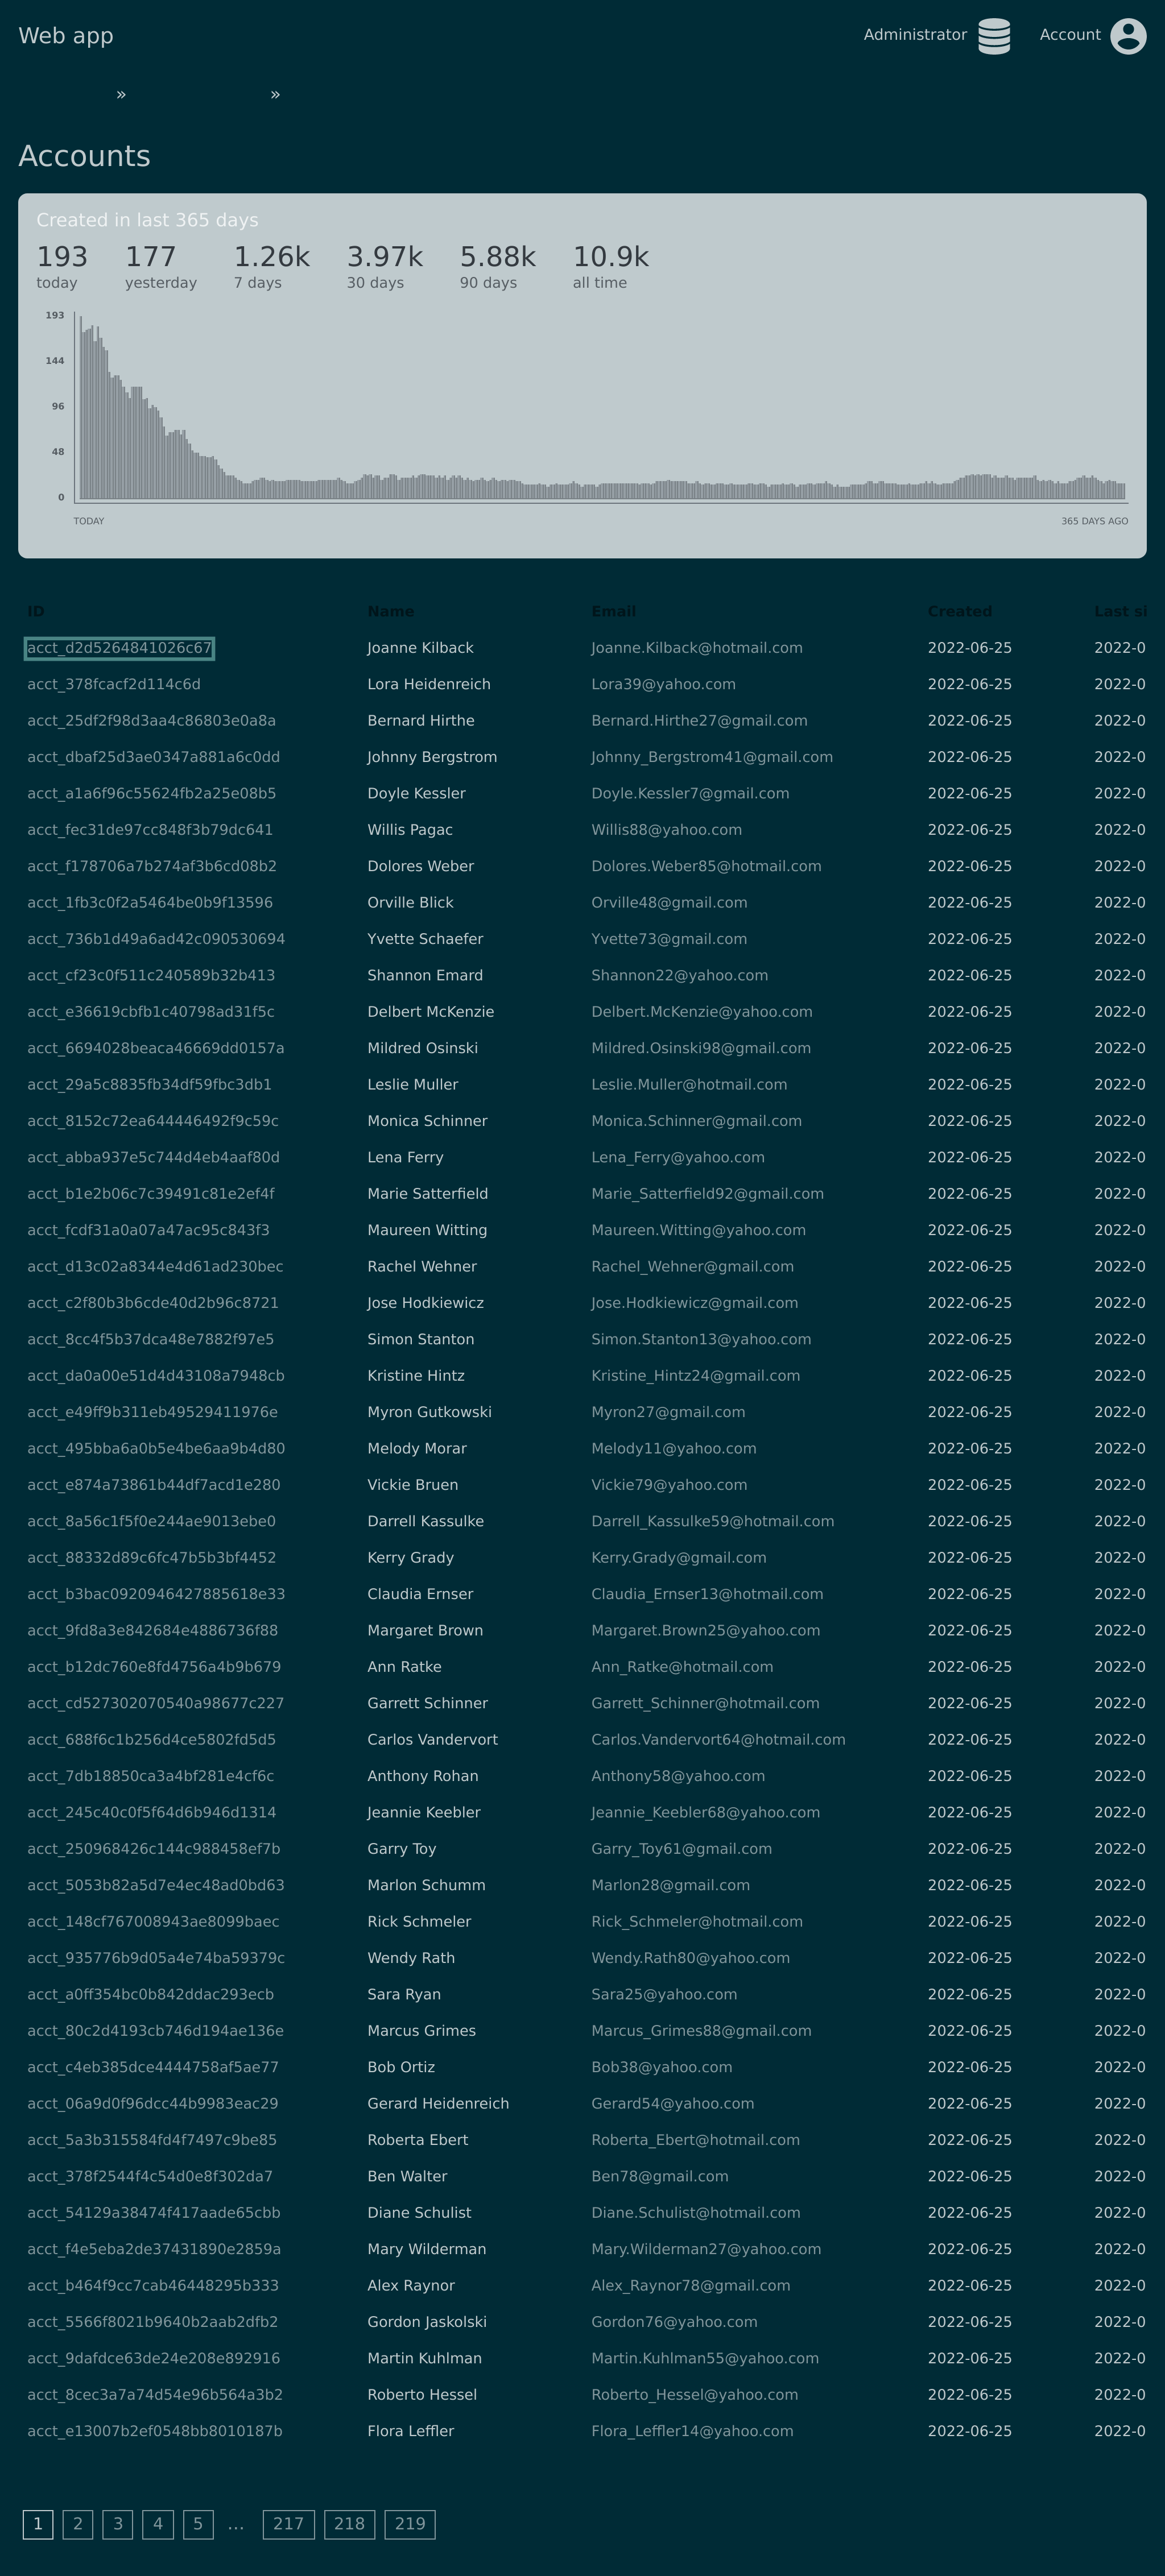 Web app
Administrator
Account
» »
Accounts
Created in last 365 days
193 177 1.26k 3.97k 5.88k 10.9k
today yesterday 7 days 30 days 90 days all time
193
144
96
48
0
TODAY 365 DAYS AGO
ID Name Email Created Last si
acct_d2d5264841026c67 Joanne Kilback Joanne.Kilback@hotmail.com 2022-06-25 2022-0
acct_378fcacf2d114c6d Lora Heidenreich Lora39@yahoo.com 2022-06-25 2022-0
acct_25df2f98d3aa4c86803e0a8a Bernard Hirthe Bernard.Hirthe27@gmail.com 2022-06-25 2022-0
acct_dbaf25d3ae0347a881a6c0dd Johnny Bergstrom Johnny_Bergstrom41@gmail.com 2022-06-25 2022-0
acct_a1a6f96c55624fb2a25e08b5 Doyle Kessler Doyle.Kessler7@gmail.com 2022-06-25 2022-0
acct_fec31de97cc848f3b79dc641 Willis Pagac Willis88@yahoo.com 2022-06-25 2022-0
acct_f178706a7b274af3b6cd08b2 Dolores Weber Dolores.Weber85@hotmail.com 2022-06-25 2022-0
acct_1fb3c0f2a5464be0b9f13596 Orville Blick Orville48@gmail.com 2022-06-25 2022-0
acct_736b1d49a6ad42c090530694 Yvette Schaefer Yvette73@gmail.com 2022-06-25 2022-0
acct_cf23c0f511c240589b32b413 Shannon Emard Shannon22@yahoo.com 2022-06-25 2022-0
acct_e36619cbfb1c40798ad31f5c Delbert McKenzie Delbert.McKenzie@yahoo.com 2022-06-25 2022-0
acct_6694028beaca46669dd0157a Mildred Osinski Mildred.Osinski98@gmail.com 2022-06-25 2022-0
acct_29a5c8835fb34df59fbc3db1 Leslie Muller Leslie.Muller@hotmail.com 2022-06-25 2022-0
acct_8152c72ea644446492f9c59c Monica Schinner Monica.Schinner@gmail.com 2022-06-25 2022-0
acct_abba937e5c744d4eb4aaf80d Lena Ferry Lena_Ferry@yahoo.com 2022-06-25 2022-0
acct_b1e2b06c7c39491c81e2ef4f Marie Satterfield Marie_Satterfield92@gmail.com 2022-06-25 2022-0
acct_fcdf31a0a07a47ac95c843f3 Maureen Witting Maureen.Witting@yahoo.com 2022-06-25 2022-0
acct_d13c02a8344e4d61ad230bec Rachel Wehner Rachel_Wehner@gmail.com 2022-06-25 2022-0
acct_c2f80b3b6cde40d2b96c8721 Jose Hodkiewicz Jose.Hodkiewicz@gmail.com 2022-06-25 2022-0
acct_8cc4f5b37dca48e7882f97e5 Simon Stanton Simon.Stanton13@yahoo.com 2022-06-25 2022-0
acct_da0a00e51d4d43108a7948cb Kristine Hintz Kristine_Hintz24@gmail.com 2022-06-25 2022-0
acct_e49ff9b311eb49529411976e Myron Gutkowski Myron27@gmail.com 2022-06-25 2022-0
acct_495bba6a0b5e4be6aa9b4d80 Melody Morar Melody11@yahoo.com 2022-06-25 2022-0
acct_e874a73861b44df7acd1e280 Vickie Bruen Vickie79@yahoo.com 2022-06-25 2022-0
acct_8a56c1f5f0e244ae9013ebe0 Darrell Kassulke Darrell_Kassulke59@hotmail.com 2022-06-25 2022-0
acct_88332d89c6fc47b5b3bf4452 Kerry Grady Kerry.Grady@gmail.com 2022-06-25 2022-0
acct_b3bac0920946427885618e33 Claudia Ernser Claudia_Ernser13@hotmail.com 2022-06-25 2022-0
acct_9fd8a3e842684e4886736f88 Margaret Brown Margaret.Brown25@yahoo.com 2022-06-25 2022-0
acct_b12dc760e8fd4756a4b9b679 Ann Ratke Ann_Ratke@hotmail.com 2022-06-25 2022-0
acct_cd527302070540a98677c227 Garrett Schinner Garrett_Schinner@hotmail.com 2022-06-25 2022-0
acct_688f6c1b256d4ce5802fd5d5 Carlos Vandervort Carlos.Vandervort64@hotmail.com 2022-06-25 2022-0
acct_7db18850ca3a4bf281e4cf6c Anthony Rohan Anthony58@yahoo.com 2022-06-25 2022-0
acct_245c40c0f5f64d6b946d1314 Jeannie Keebler Jeannie_Keebler68@yahoo.com 2022-06-25 2022-0
acct_250968426c144c988458ef7b Garry Toy Garry_Toy61@gmail.com 2022-06-25 2022-0
acct_5053b82a5d7e4ec48ad0bd63 Marlon Schumm Marlon28@gmail.com 2022-06-25 2022-0
acct_148cf767008943ae8099baec Rick Schmeler Rick_Schmeler@hotmail.com 2022-06-25 2022-0
acct_935776b9d05a4e74ba59379c Wendy Rath Wendy.Rath80@yahoo.com 2022-06-25 2022-0
acct_a0ff354bc0b842ddac293ecb Sara Ryan Sara25@yahoo.com 2022-06-25 2022-0
acct_80c2d4193cb746d194ae136e Marcus Grimes Marcus_Grimes88@gmail.com 2022-06-25 2022-0
acct_c4eb385dce4444758af5ae77 Bob Ortiz Bob38@yahoo.com 2022-06-25 2022-0
acct_06a9d0f96dcc44b9983eac29 Gerard Heidenreich Gerard54@yahoo.com 2022-06-25 2022-0
acct_5a3b315584fd4f7497c9be85 Roberta Ebert Roberta_Ebert@hotmail.com 2022-06-25 2022-0
acct_378f2544f4c54d0e8f302da7 Ben Walter Ben78@gmail.com 2022-06-25 2022-0
acct_54129a38474f417aade65cbb Diane Schulist Diane.Schulist@hotmail.com 2022-06-25 2022-0
acct_f4e5eba2de37431890e2859a Mary Wilderman Mary.Wilderman27@yahoo.com 2022-06-25 2022-0
acct_b464f9cc7cab46448295b333 Alex Raynor Alex_Raynor78@gmail.com 2022-06-25 2022-0
acct_5566f8021b9640b2aab2dfb2 Gordon Jaskolski Gordon76@yahoo.com 2022-06-25 2022-0
acct_9dafdce63de24e208e892916 Martin Kuhlman Martin.Kuhlman55@yahoo.com 2022-06-25 2022-0
acct_8cec3a7a74d54e96b564a3b2 Roberto Hessel Roberto_Hessel@yahoo.com 2022-06-25 2022-0
acct_e13007b2ef0548bb8010187b Flora Leffler Flora_Leffler14@yahoo.com 2022-06-25 2022-0
1 2 3 4 5 ... 217 218 219